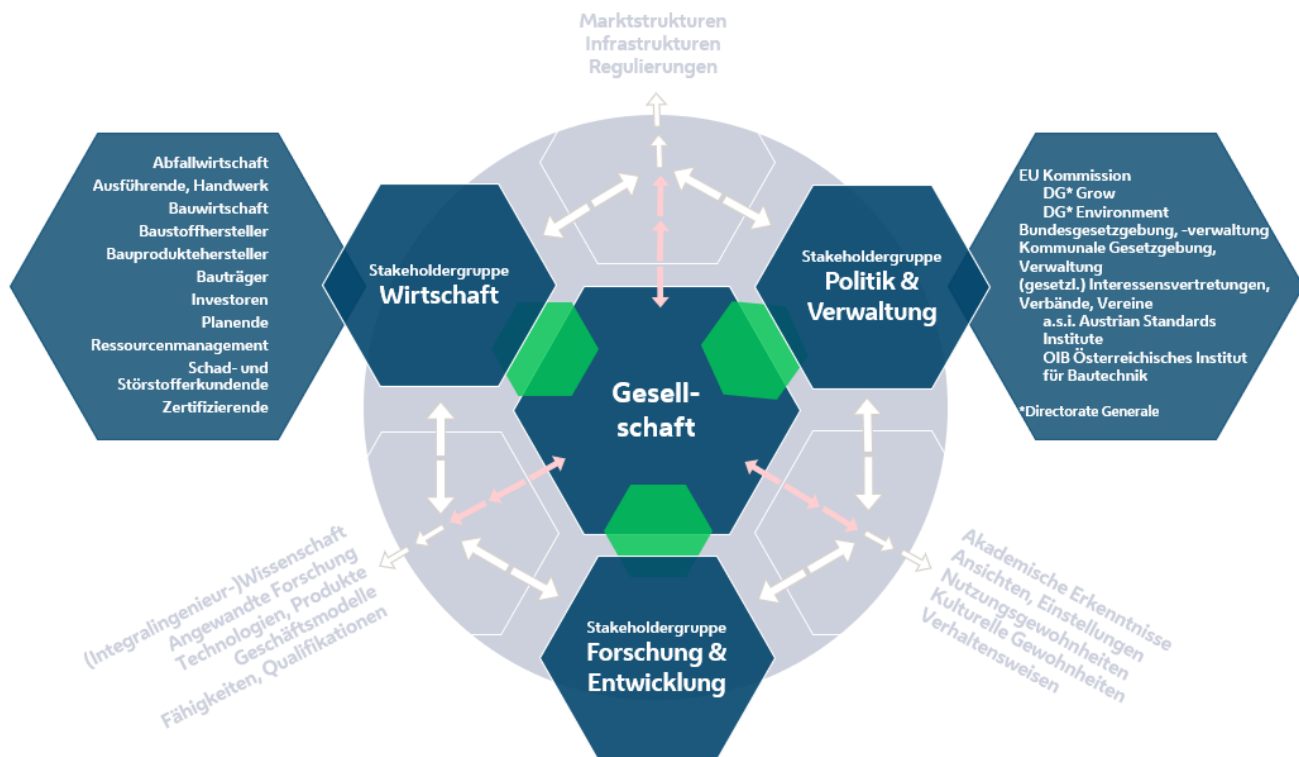 Marktstrukturen
Infrastrukturen
Regulierungen
Abfallwirtschaft
Ausführende, Handwerk
Bauwirtschaft
Baustoffhersteller
Bauproduktehersteller
Bauträger
Investoren
Planende
Ressourcenmanagement
Schad- und
Störstofferkundende
Zertifizierende
Stakeholdergruppe
Wirtschaft
Stakeholdergruppe
Politik &
Verwaltung
EU Kommission
DG* Grow
DG* Environment
Bundesgesetzgebung, -verwaltung
Kommunale Gesetzgebung,
Verwaltung
(gesetzl.) Interessensvertretungen,
Verbände, Vereine
a.s.i. Austrian Standards
Institute
OIB Österreichisches Institut
für Bautechnik
*Directorate Generale
Gesell-
schaft
(Integralingenieur-)Wissenschaft
Angewandte Forschung
Technologien, Produkte
Geschäftsmodelle
Fähigkeiten, Qualifikationen
Stakeholdergruppe
Forschung &
Entwicklung
Akademische Erkenntnisse
Ansichten, Einstellungen
Nutzungsgewohnheiten
Kulturelle Gewohnheiten
Verhaltensweisen